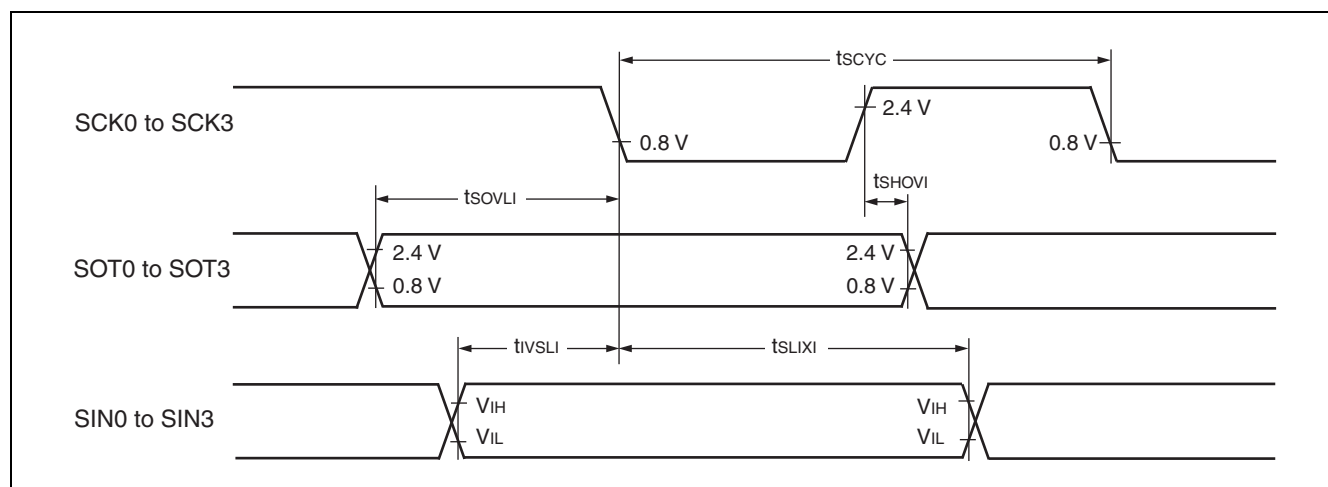 tSCYC
SCK0 to SCK3
2.4 V
0.8 V
0.8 V
tSHOVI
tSOVLI
SOT0 to SOT3
2.4 V
2.4 V
0.8 V
0.8 V
tIVSLI
tSLIXI
SIN0 to SIN3
VIH
VIH
VIL
VIL